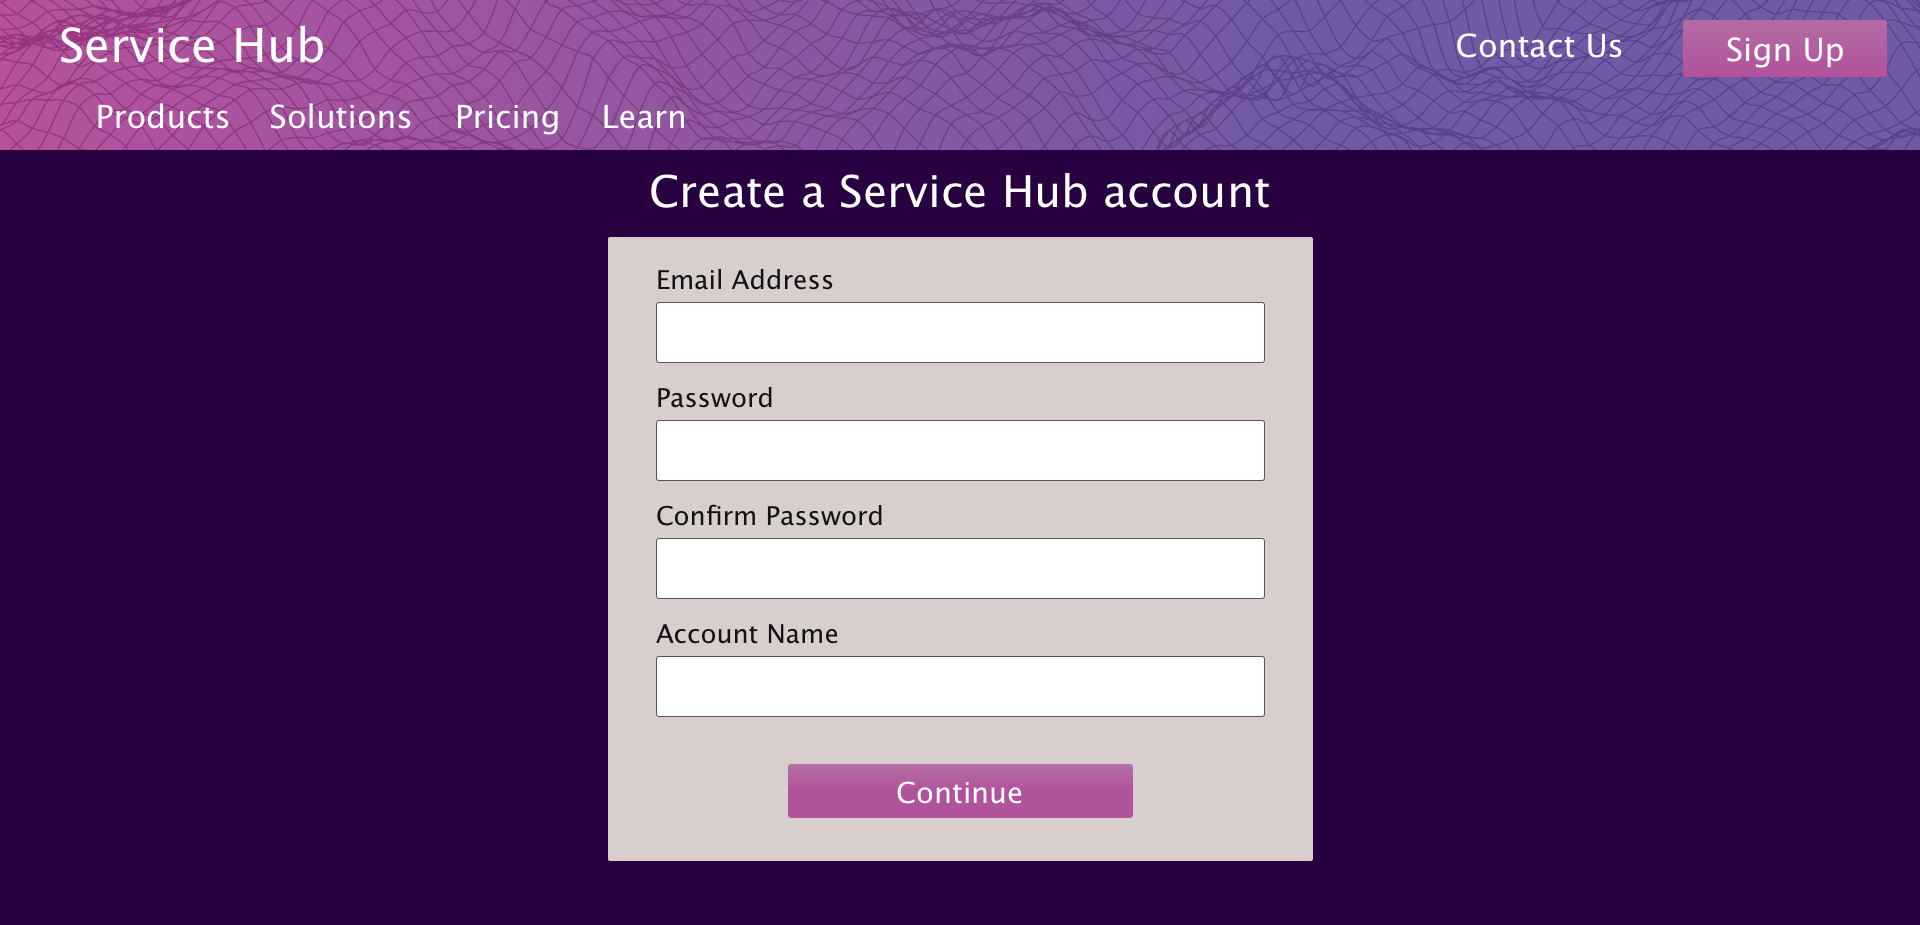 Service Hub
Contact Us
Sign Up
Products Solutions Pricing Learn
Create a Service Hub account
Email Address
Password
Confirm Password
Account Name
Continue